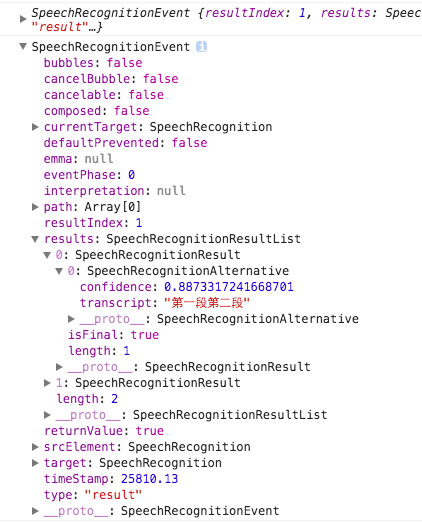 SpeechRecognitionEvent {resultIndex: 1, results: Spee
"result"…}
SpeechRecognitionEvent i
bubbles: false
cancelBubble: false
cancelable: false
composed: false
currentTarget: SpeechRecognition
defaultPrevented: false
emma: null
eventPhase: 0
interpretation: null
path: Array[0]
resultIndex: 1
results: SpeechRecognitionResultList
0: SpeechRecognitionResult
0: SpeechRecognitionAlternative
confidence: 0.8873317241668701
transcript: "第一段第二段"
__proto__: SpeechRecognitionAlternative
isFinal: true
length: 1
__proto__: SpeechRecognitionResult
1: SpeechRecognitionResult
length: 2
__proto__: SpeechRecognitionResultList
returnValue: true
srcElement: SpeechRecognition
target: SpeechRecognition
timeStamp: 25810.13
type: "result"
__proto__: SpeechRecognitionEvent